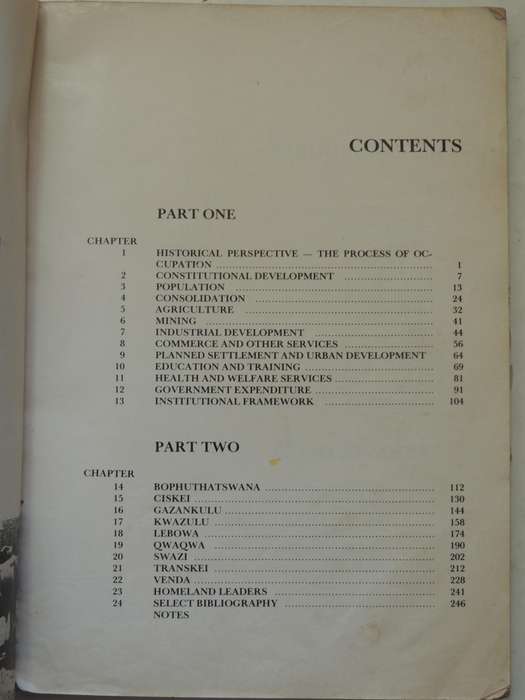 CONTENTS
PART ONE
CHAPTER
1 HISTORICAL PERSPECTIVE — THE PROCESS OF OC-
CUPATION ........ 1
2 CONSTITUTIONAL DEVELOPMENT ........ 7
3 POPULATION ........ 13
4 CONSOLIDATION ........ 24
5 AGRICULTURE ........ 32
6 MINING ........ 41
7 INDUSTRIAL DEVELOPMENT ........ 44
8 COMMERCE AND OTHER SERVICES ........ 56
9 PLANNED SETTLEMENT AND URBAN DEVELOPMENT 64
10 EDUCATION AND TRAINING ........ 69
11 HEALTH AND WELFARE SERVICES ........ 81
12 GOVERNMENT EXPENDITURE ........ 91
13 INSTITUTIONAL FRAMEWORK ........ 104
PART TWO
CHAPTER
14 BOPHUTHATSWANA ........ 112
15 CISKEI ........ 130
16 GAZANKULU ........ 144
17 KWAZULU ........ 158
18 LEBOWA ........ 174
19 QWAQWA ........ 190
20 SWAZI ........ 202
21 TRANSKEI ........ 212
22 VENDA ........ 228
23 HOMELAND LEADERS ........ 241
24 SELECT BIBLIOGRAPHY ........ 246
NOTES